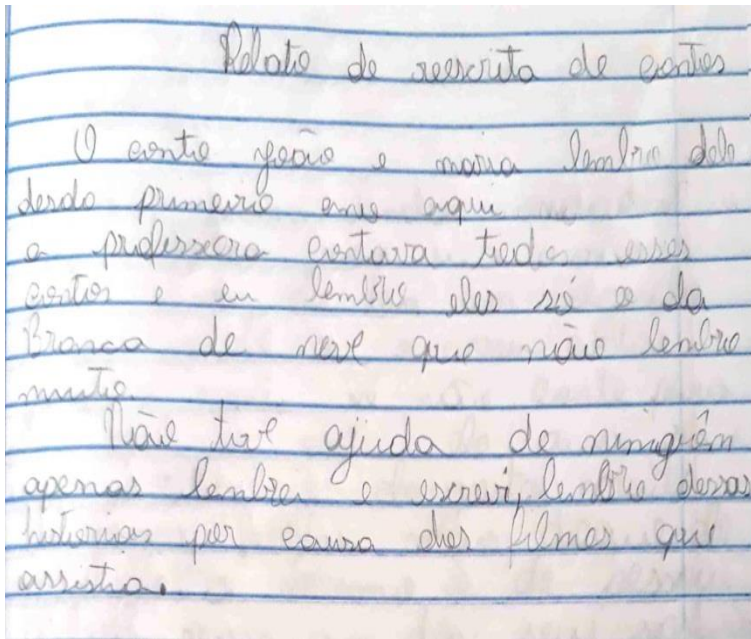 Relato de reescrita de contos
O conto joão e maria lembro dele
desdo primeiro ano aqui
a professora contava todos esses
contos e eu lembro eles só o da
Branca de neve que não lembro
muito.
Não tive ajuda de ninguên
apenas lembrei e escrevi, lembro dessas
historias por causa dos filmes que
assistia.